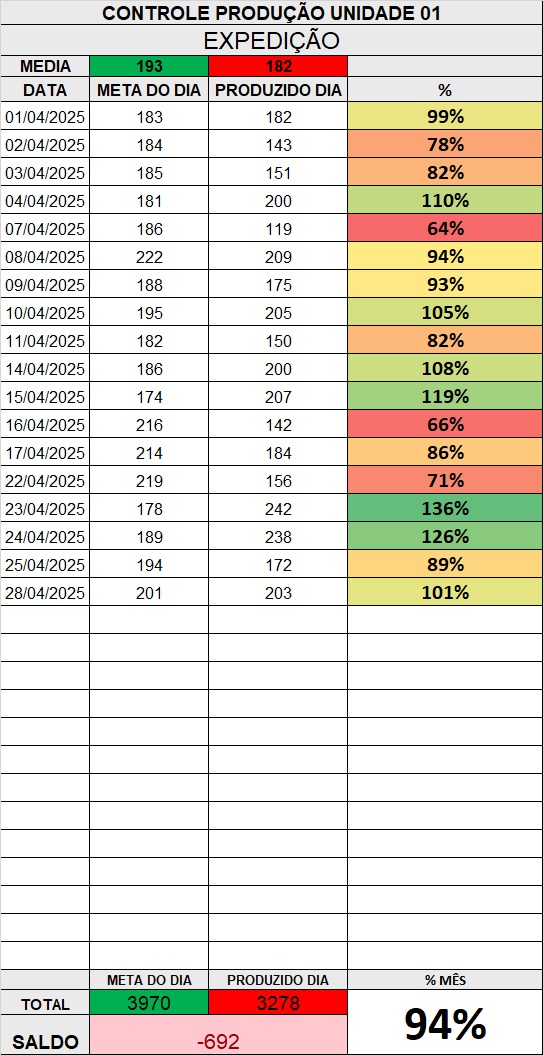 CONTROLE PRODUÇÃO UNIDADE 01
EXPEDIÇÃO
MEDIA 193 182
DATA META DO DIA PRODUZIDO DIA %
01/04/2025 183 182 99%
02/04/2025 184 143 78%
03/04/2025 185 151 82%
04/04/2025 181 200 110%
07/04/2025 186 119 64%
08/04/2025 222 209 94%
09/04/2025 188 175 93%
10/04/2025 195 205 105%
11/04/2025 182 150 82%
14/04/2025 186 200 108%
15/04/2025 174 207 119%
16/04/2025 216 142 66%
17/04/2025 214 184 86%
22/04/2025 219 156 71%
23/04/2025 178 242 136%
24/04/2025 189 238 126%
25/04/2025 194 172 89%
28/04/2025 201 203 101%
META DO DIA PRODUZIDO DIA % MÊS
TOTAL 3970 3278 94%
SALDO -692